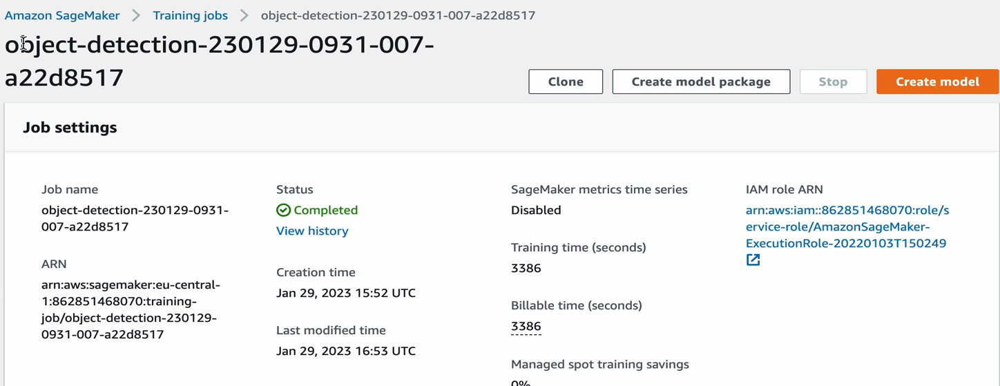 Amazon SageMaker > Training jobs > object-detection-230129-0931-007-a22d8517
object-detection-230129-0931-007-
a22d8517
Clone
Create model package
Stop
Create model
Job settings
Job name
object-detection-230129-0931-
007-a22d8517
ARN
arn:aws:sagemaker:eu-central-
1:862851468070:training-
job/object-detection-230129-
0931-007-a22d8517
Status
Completed
View history
Creation time
Jan 29, 2023 15:52 UTC
Last modified time
Jan 29, 2023 16:53 UTC
SageMaker metrics time series
Disabled
Training time (seconds)
3386
Billable time (seconds)
3386
Managed spot training savings
0%
IAM role ARN
arn:aws:iam::862851468070:role/s
ervice-role/AmazonSageMaker-
ExecutionRole-20220103T150249